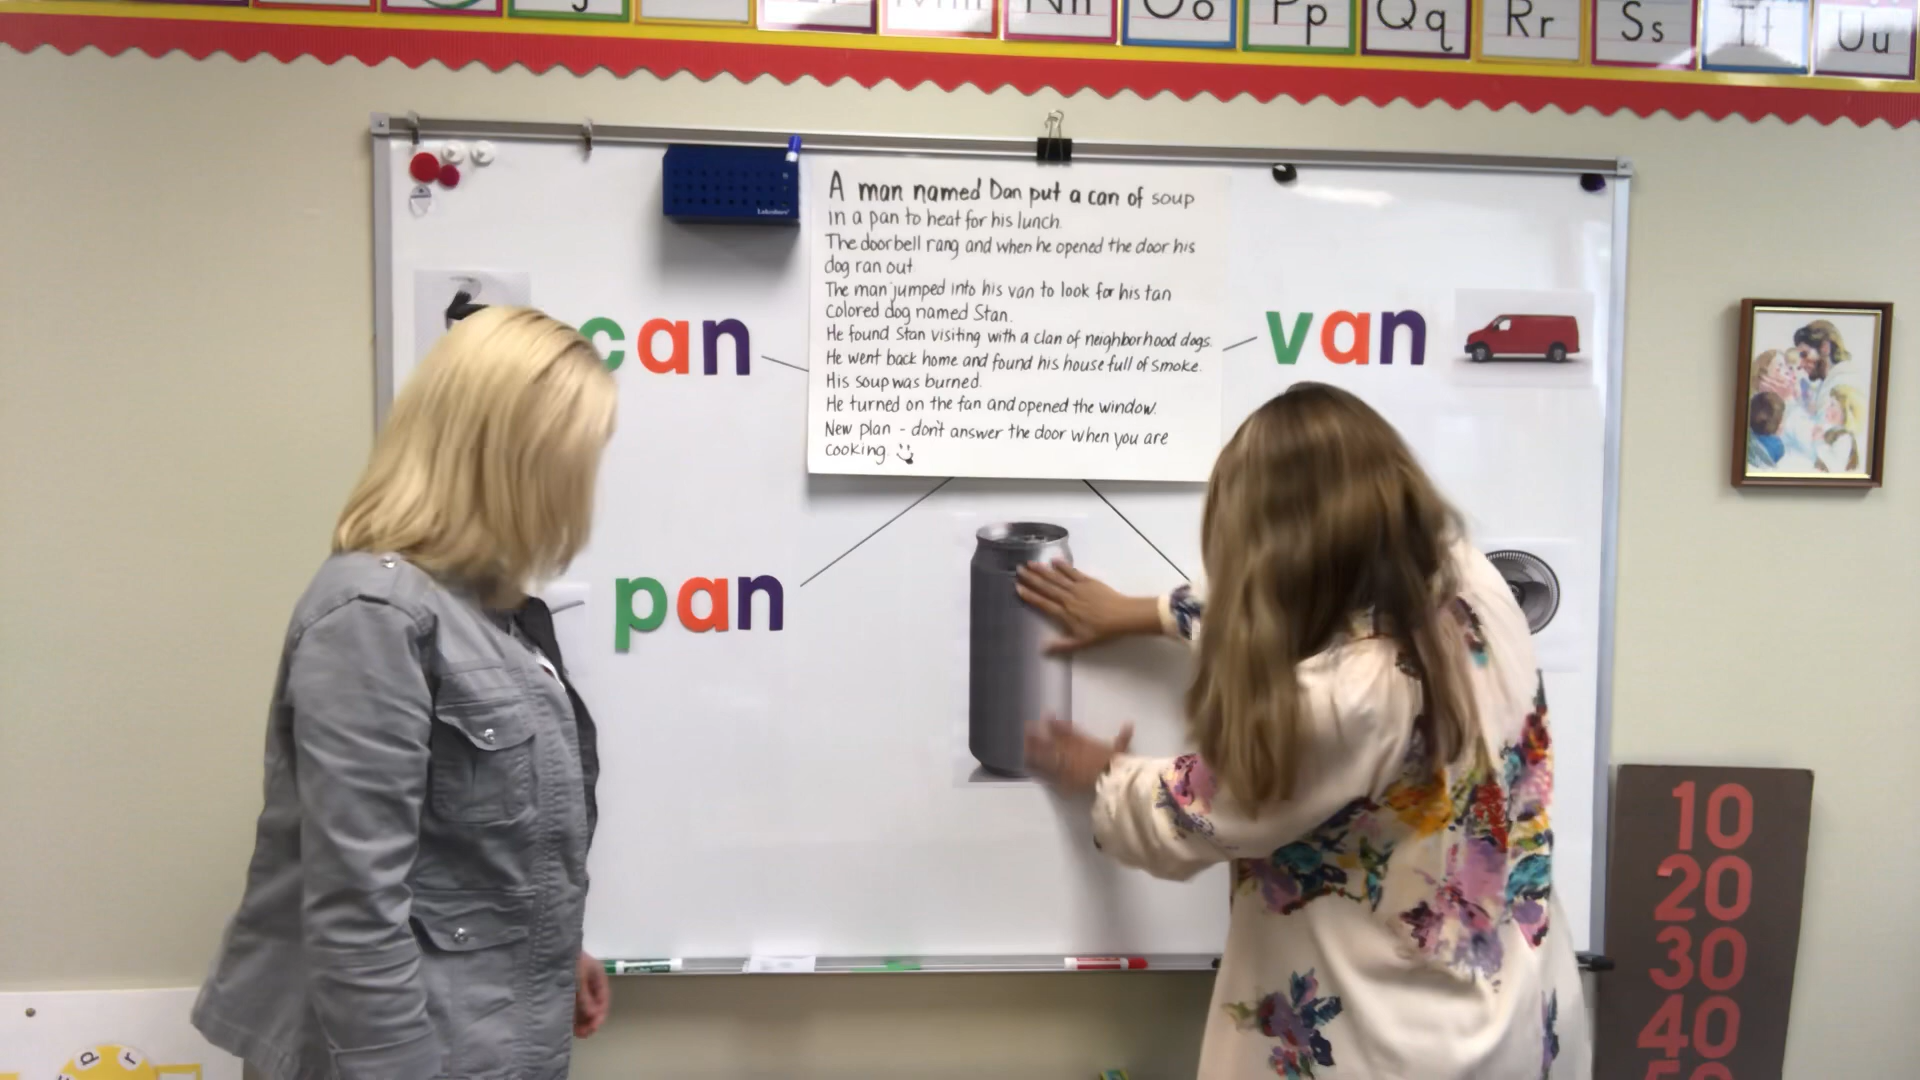 Nn
Oo
Pp
Qq
Rr
Ss
Tt
Uu
Lakeshore
A man named Dan put a can of soup
in a pan to heat for his lunch.
The doorbell rang and when he opened the door his
dog ran out
The man jumped into his van to look for his tan
colored dog named Stan.
He found Stan visiting with a clan of neighborhood dogs.
He went back home and found his house full of smoke.
His soup was burned.
He turned on the fan and opened the window.
New plan - don't answer the door when you are
cooking.
can
van
pan
10
20
30
40